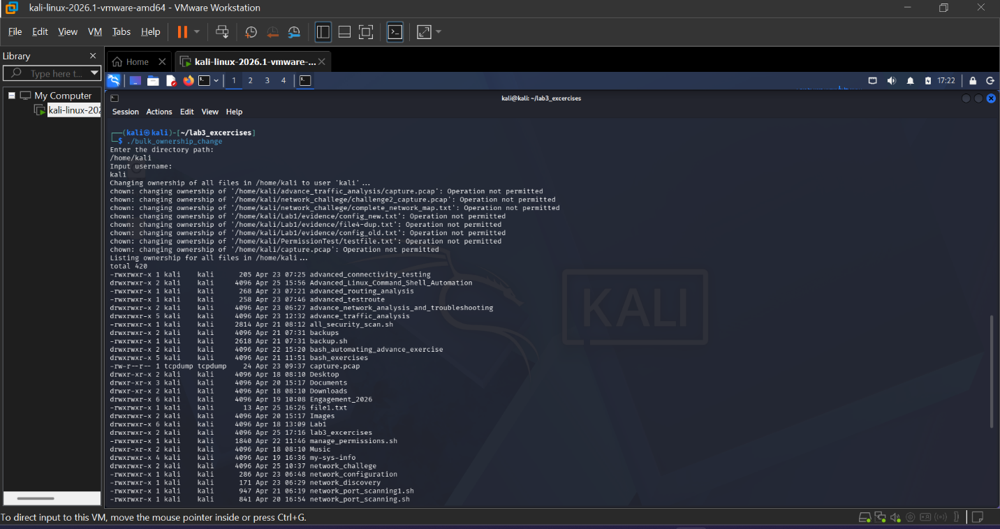 kali-linux-2026.1-vmware-amd64 - VMware Workstation
File Edit View VM Tabs Help
Library
Type here t...
My Computer
kali-linux-202
Home
kali-linux-2026.1-vmware-...
1 2 3 4
17:22
kali@kali: ~/lab3_excercises
Session Actions Edit View Help
┌──(kali㉿kali)-[~/lab3_excercises]
└─$ ./bulk_ownership_change
Enter the directory path:
/home/kali
Input username:
kali
Changing ownership of all files in /home/kali to user 'kali'...
chown: changing ownership of '/home/kali/advance_traffic_analysis/capture.pcap': Operation not permitted
chown: changing ownership of '/home/kali/network_challege/challenge2_capture.pcap': Operation not permitted
chown: changing ownership of '/home/kali/network_challege/complete_network_map.txt': Operation not permitted
chown: changing ownership of '/home/kali/Lab1/evidence/config_new.txt': Operation not permitted
chown: changing ownership of '/home/kali/Lab1/evidence/file4-dup.txt': Operation not permitted
chown: changing ownership of '/home/kali/Lab1/evidence/config_old.txt': Operation not permitted
chown: changing ownership of '/home/kali/PermissionTest/testfile.txt': Operation not permitted
chown: changing ownership of '/home/kali/capture.pcap': Operation not permitted
Listing ownership for all files in /home/kali...
total 420
-rwxrwxr-x 1 kali    kali      205 Apr 23 07:25 advanced_connectivity_testing
drwxrwxr-x 2 kali    kali     4096 Apr 25 15:56 Advanced_Linux_Command_Shell_Automation
-rwxrwxr-x 1 kali    kali      268 Apr 23 07:21 advanced_routing_analysis
-rwxrwxr-x 1 kali    kali      258 Apr 23 07:46 advanced_testroute
drwxrwxr-x 2 kali    kali     4096 Apr 23 06:27 advance_network_analysis_and_troubleshooting
drwxrwxr-x 5 kali    kali     4096 Apr 23 12:32 advance_traffic_analysis
-rwxrwxr-x 1 kali    kali     2814 Apr 21 08:12 all_security_scan.sh
drwxrwxr-x 2 kali    kali     4096 Apr 21 07:31 backups
-rwxrwxr-x 1 kali    kali     2618 Apr 21 07:31 backup.sh
drwxrwxr-x 2 kali    kali     4096 Apr 22 15:20 bash_automating_advance_exercise
drwxrwxr-x 5 kali    kali     4096 Apr 21 11:51 bash_exercises
-rw-r--r-- 1 tcpdump tcpdump    24 Apr 23 09:37 capture.pcap
drwxr-xr-x 2 kali    kali     4096 Apr 18 08:10 Desktop
drwxr-xr-x 3 kali    kali     4096 Apr 20 15:17 Documents
drwxr-xr-x 2 kali    kali     4096 Apr 18 08:10 Downloads
drwxrwxr-x 6 kali    kali     4096 Apr 19 10:08 Engagement_2026
-rwxrwxr-x 1 kali    kali       13 Apr 25 16:26 file1.txt
drwxrwxr-x 2 kali    kali     4096 Apr 20 15:17 Images
drwxrwxr-x 6 kali    kali     4096 Apr 18 13:09 Lab1
drwxrwxr-x 2 kali    kali     4096 Apr 25 17:16 lab3_excercises
-rwxrwxr-x 1 kali    kali     1840 Apr 22 11:46 manage_permissions.sh
drwxr-xr-x 2 kali    kali     4096 Apr 18 08:10 Music
drwxrwxr-x 4 kali    kali     4096 Apr 19 16:36 my-sys-info
drwxrwxr-x 2 kali    kali     4096 Apr 25 10:37 network_challege
-rwxrwxr-x 1 kali    kali      286 Apr 23 06:48 network_configuration
-rwxrwxr-x 1 kali    kali      171 Apr 23 06:29 network_discovery
-rwxrwxr-x 1 kali    kali      947 Apr 21 06:19 network_port_scanning1.sh
-rwxrwxr-x 1 kali    kali      841 Apr 20 16:54 network_port_scanning.sh
KALI
To direct input to this VM, move the mouse pointer inside or press Ctrl+G.